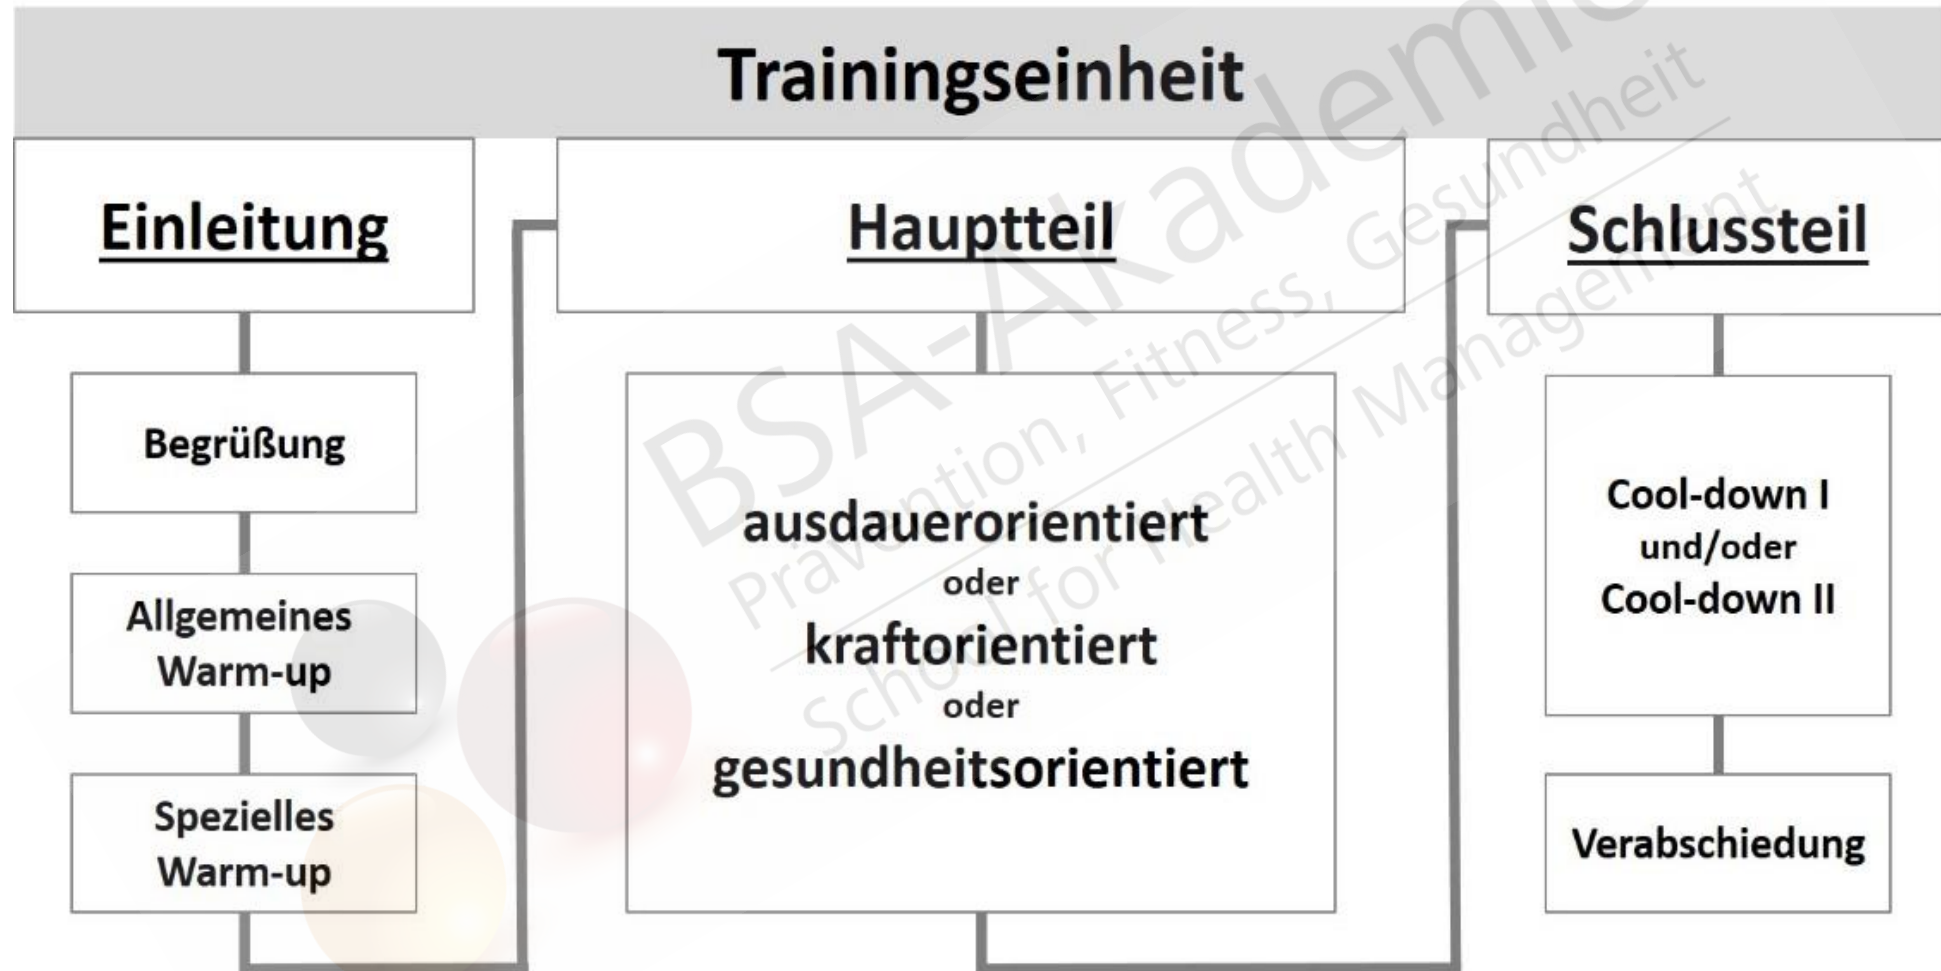 Trainingseinheit
Einleitung
Begrüßung
Allgemeines
Warm-up
Spezielles
Warm-up
Hauptteil
ausdauerorientiert
oder
kraftorientiert
oder
gesundheitsorientiert
Schlussteil
Cool-down I
und/oder
Cool-down II
Verabschiedung
BSA-Akademie
Prävention, Fitness, Gesundheit
School for Health Management